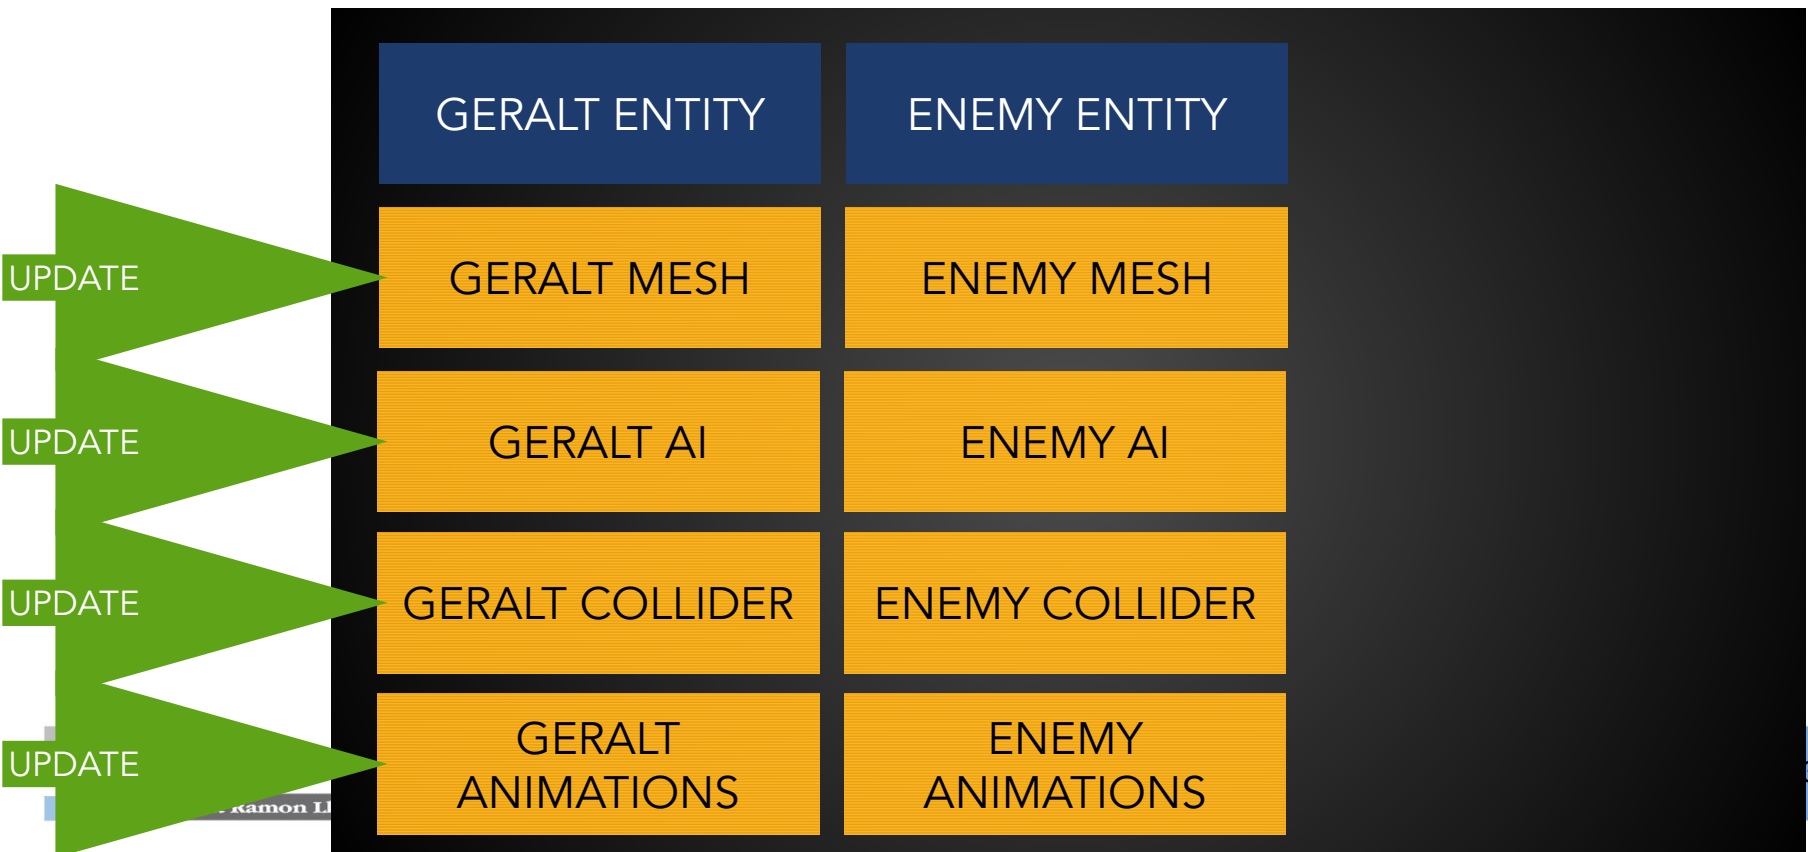 GERALT ENTITY
ENEMY ENTITY
UPDATE
GERALT MESH
ENEMY MESH
UPDATE
GERALT AI
ENEMY AI
UPDATE
GERALT COLLIDER
ENEMY COLLIDER
UPDATE
GERALT
ANIMATIONS
ENEMY
ANIMATIONS
Ramon